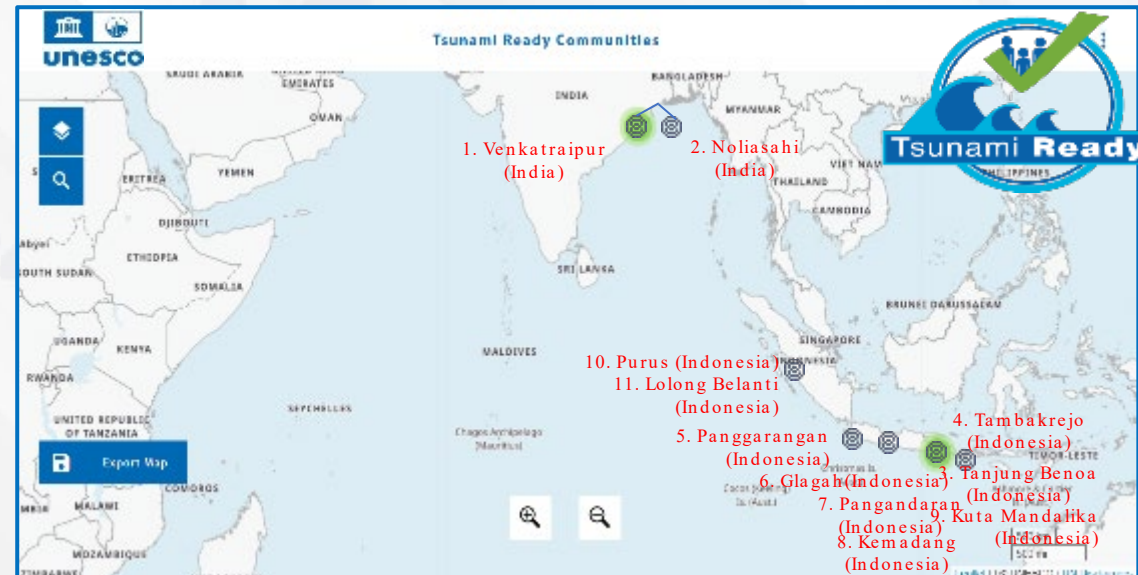 unesco
Tsunami Ready Communities
Tsunami Ready
SAUDI ARABIA
EMIRATES
OMAN
INDIA
BANGLADESH
MYANMAR
1. Venkatraipur
(India)
2. Noliasahi
(India)
VIET NAM
THAILAND
PHILIPPINES
CAMBODIA
ERITREA
YEMEN
DJIBOUTI
Abyei
ETHIOPIA
SOUTH SUDAN
SOMALIA
SRI LANKA
BRUNEI DARUSSALAM
UGANDA
KENYA
MALDIVES
SINGAPORE
10. Purus (Indonesia)
11. Lolong Belanti
(Indonesia)
RWANDA
SEYCHELLES
UNITED REPUBLIC
OF TANZANIA
Chagos Archipelago
(Mauritius)
4. Tambakrejo
(Indonesia)
5. Panggarangan
(Indonesia)
TIMOR-LESTE
Export Map
3. Tanjung Benoa
(Indonesia)
6. Glagah (Indonesia)
COMOROS
MALAWI
7. Pangandaran
(Indonesia)
9. Kuta Mandalika
(Indonesia)
8. Kemadang
(Indonesia)
MOZAMBIQUE